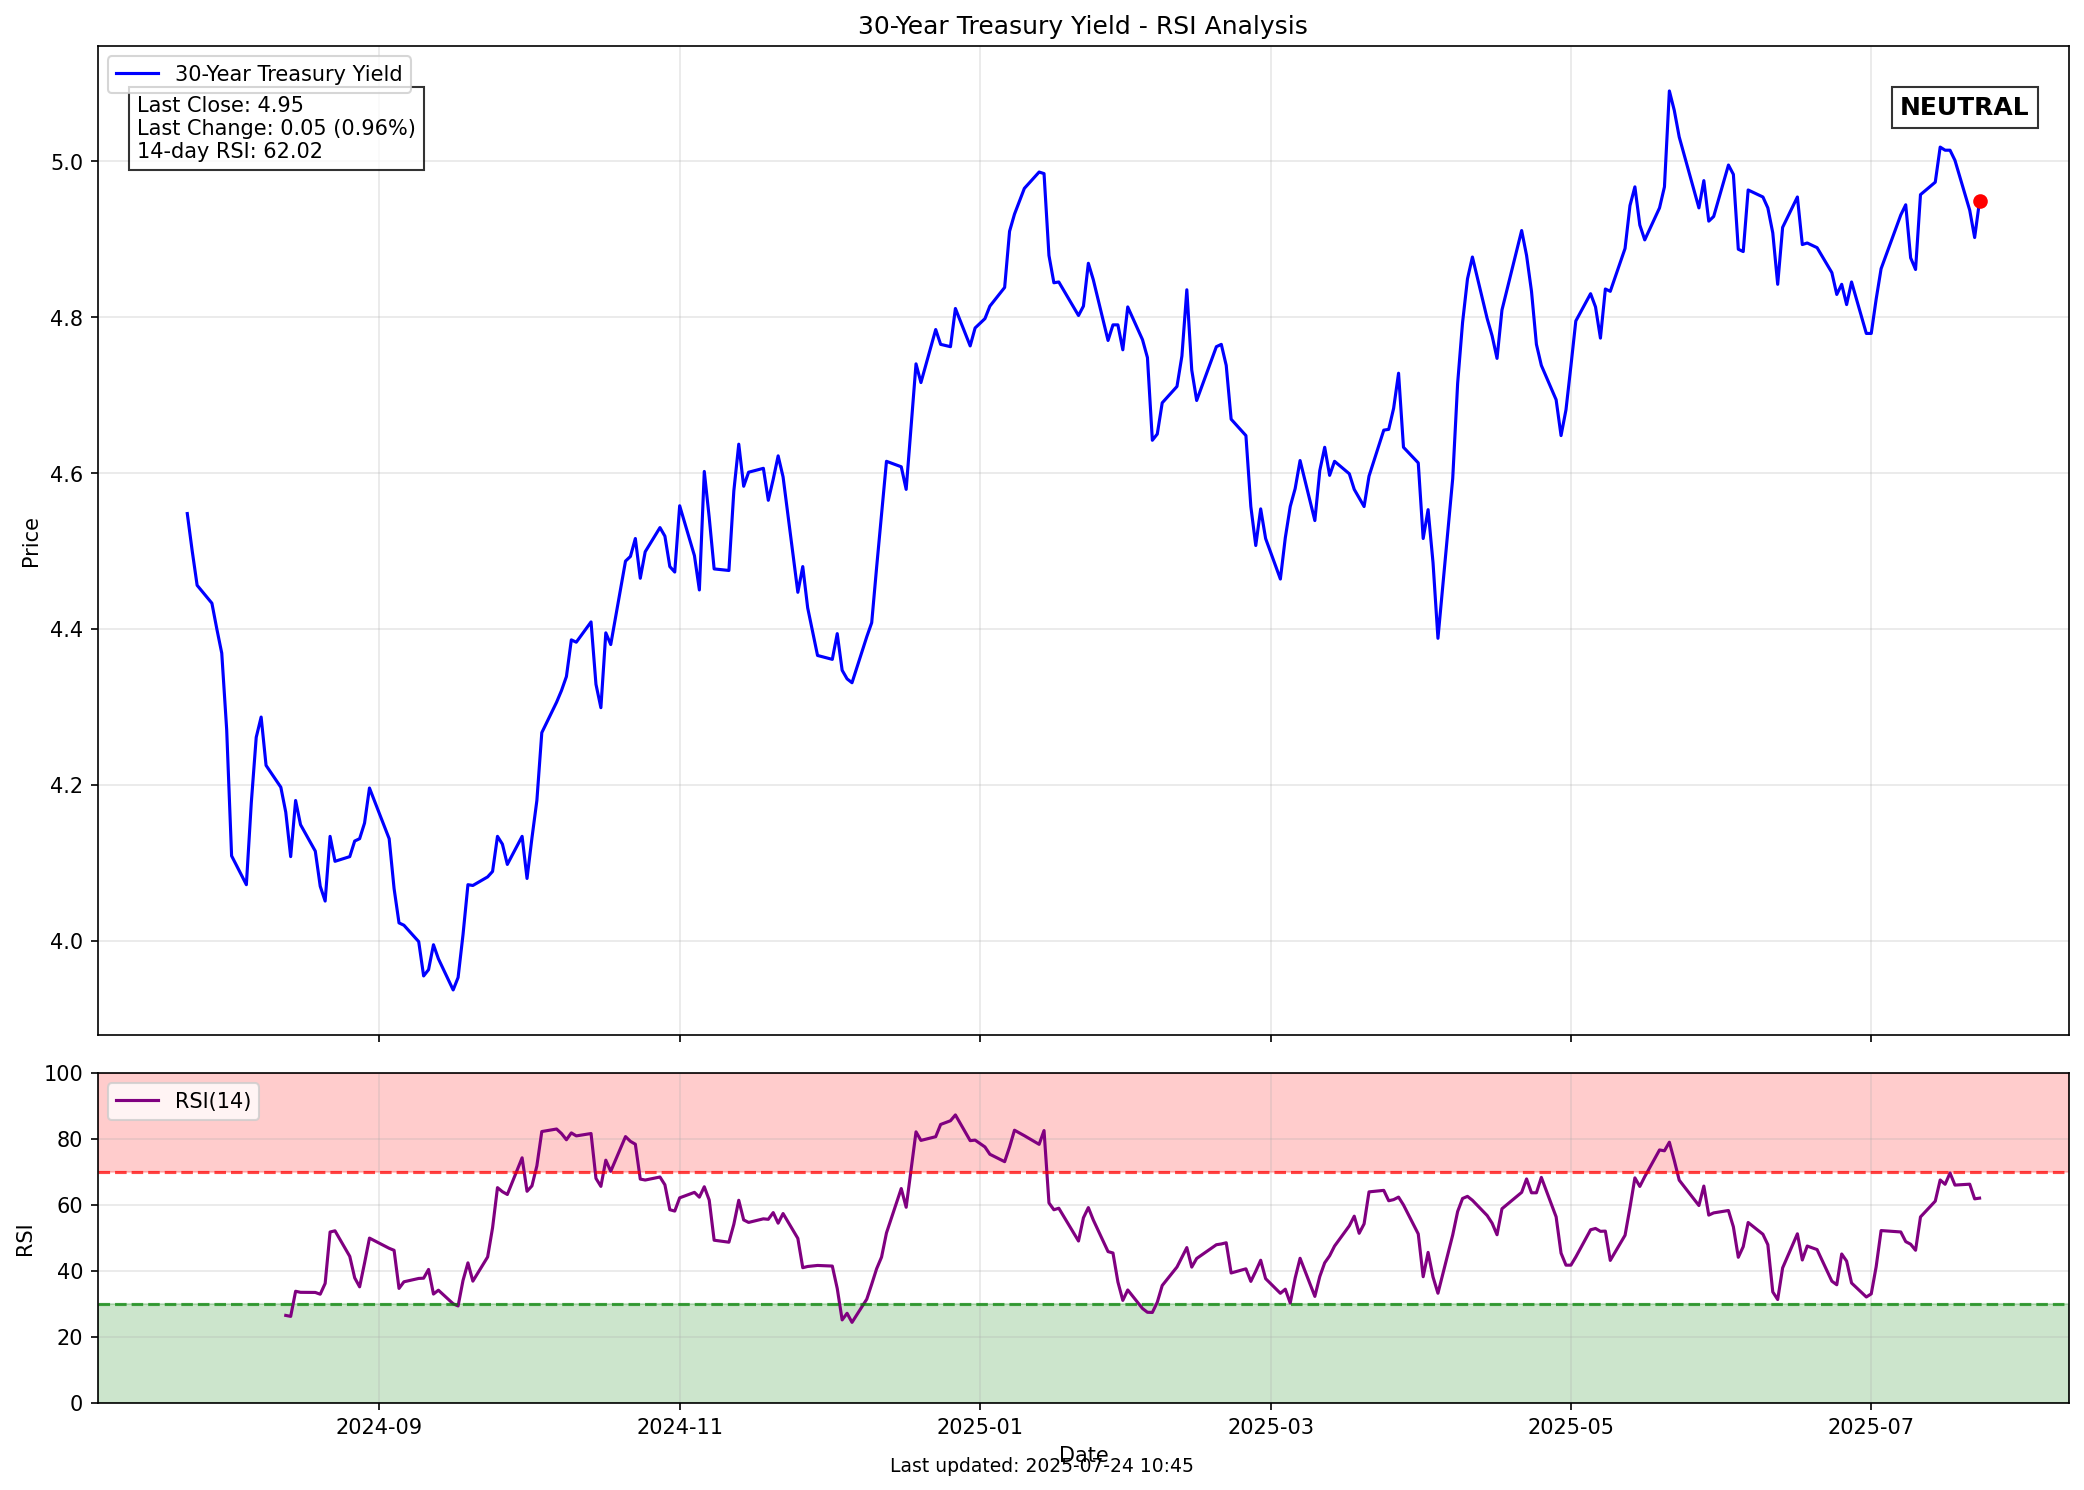 30-Year Treasury Yield - RSI Analysis
30-Year Treasury Yield
Last Close: 4.95
Last Change: 0.05 (0.96%)
14-day RSI: 62.02
NEUTRAL
Price
5.0
4.8
4.6
4.4
4.2
4.0
RSI(14)
RSI
100
80
60
40
20
0
2024-09
2024-11
2025-01
2025-03
2025-05
2025-07
Date
Last updated: 2025-07-24 10:45